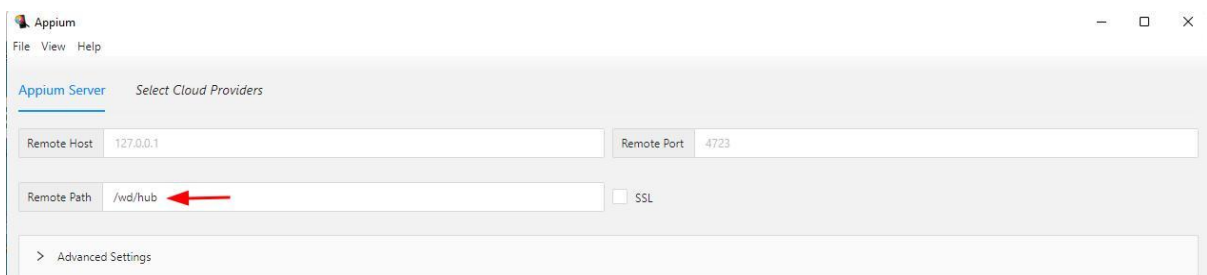 Appium
File View Help
Appium Server Select Cloud Providers
Remote Host 127.0.0.1 Remote Port 4723
Remote Path /wd/hub SSL
> Advanced Settings